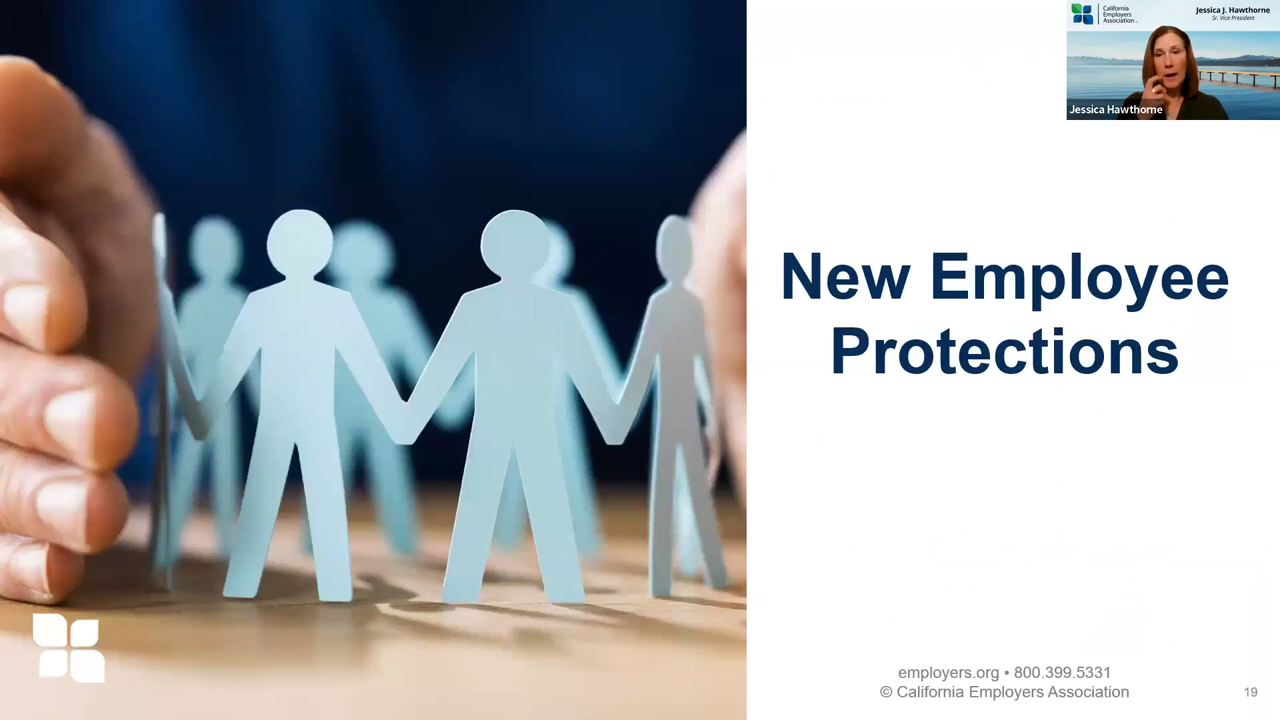 California
Employers
Association
Jessica J. Hawthorne
Sr. Vice President
Jessica Hawthorne
New Employee
Protections
employers.org • 800.399.5331
© California Employers Association
19